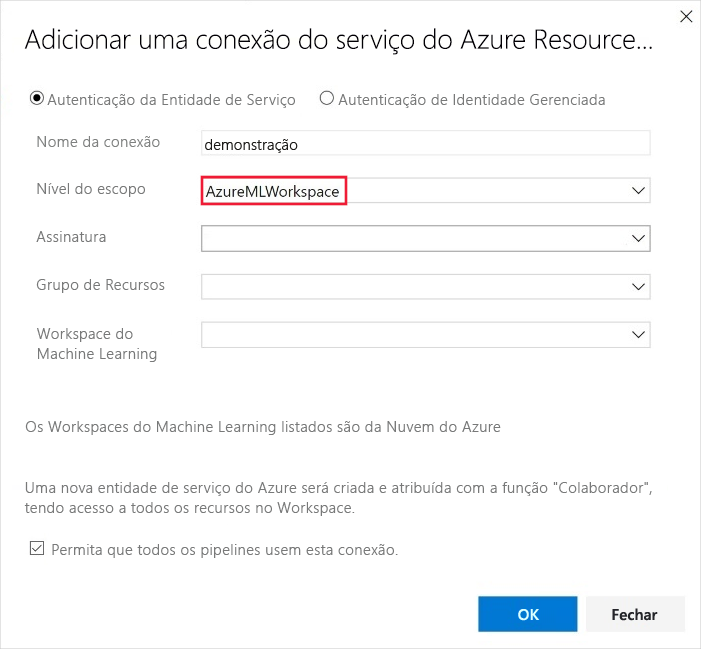 Adicionar uma conexão do serviço do Azure Resource...
Autenticação da Entidade de Serviço
Autenticação de Identidade Gerenciada
Nome da conexão
demonstração
Nível do escopo
AzureMLWorkspace
Assinatura
Grupo de Recursos
Workspace do
Machine Learning
Os Workspaces do Machine Learning listados são da Nuvem do Azure
Uma nova entidade de serviço do Azure será criada e atribuída com a função "Colaborador",
tendo acesso a todos os recursos no Workspace.
Permita que todos os pipelines usem esta conexão.
OK
Fechar